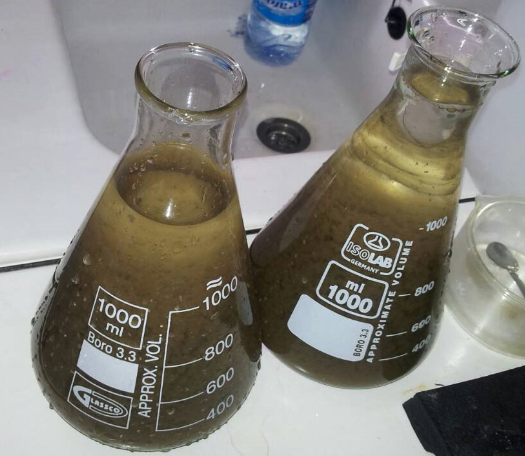 1000
ml
Boro 3.3
GLASSCO
APPROX. VOL.
≈
1000
800
600
400
ISOLAB
GERMANY
ml
1000
BORO 3.3
APPROXIMATE VOLUME
1000
800
600
400